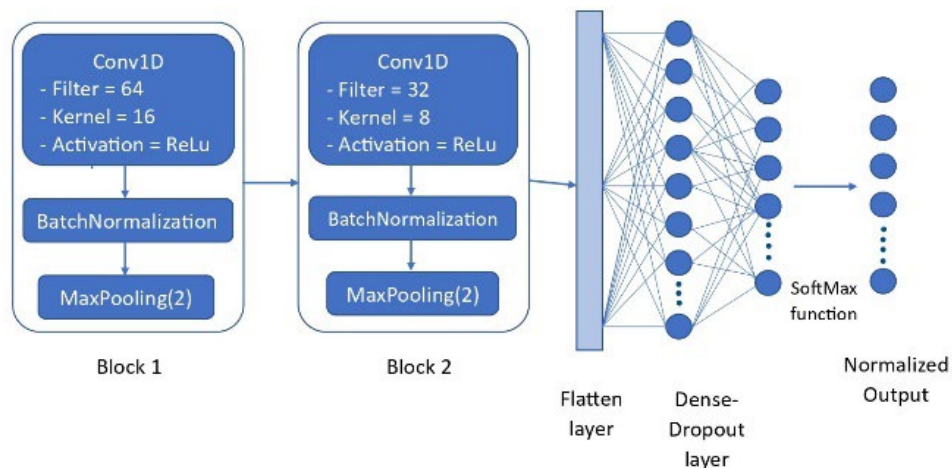 Conv1D
- Filter = 64
- Kernel = 16
- Activation = ReLu
BatchNormalization
MaxPooling(2)
Block 1
Conv1D
- Filter = 32
- Kernel = 8
- Activation = ReLu
BatchNormalization
MaxPooling(2)
Block 2
Flatten
layer
Dense-
Dropout
layer
SoftMax
function
Normalized
Output